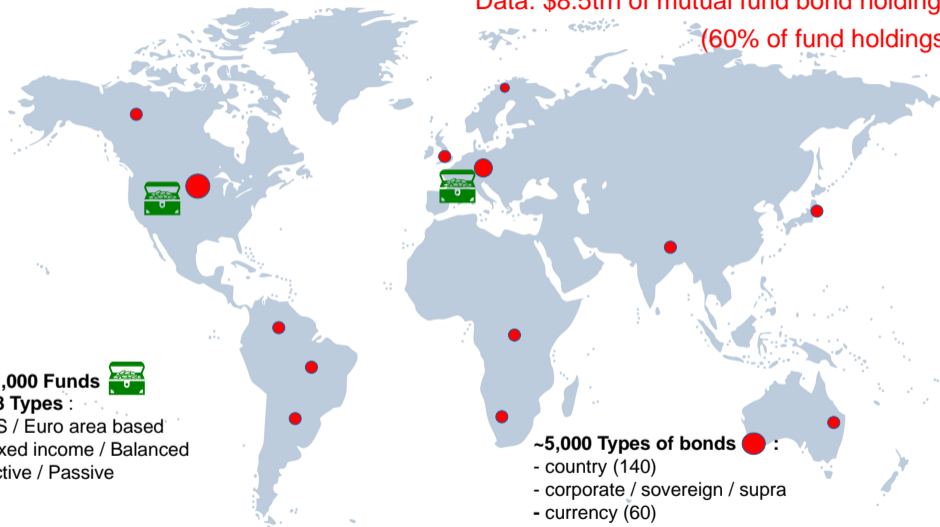 Data: $8.5trn of mutual fund bond holding
(60% of fund holdings
,000 Funds
Types :
/ Euro area based
xed income / Balanced
ctive / Passive
~5,000 Types of bonds :
- country (140)
- corporate / sovereign / supra
- currency (60)